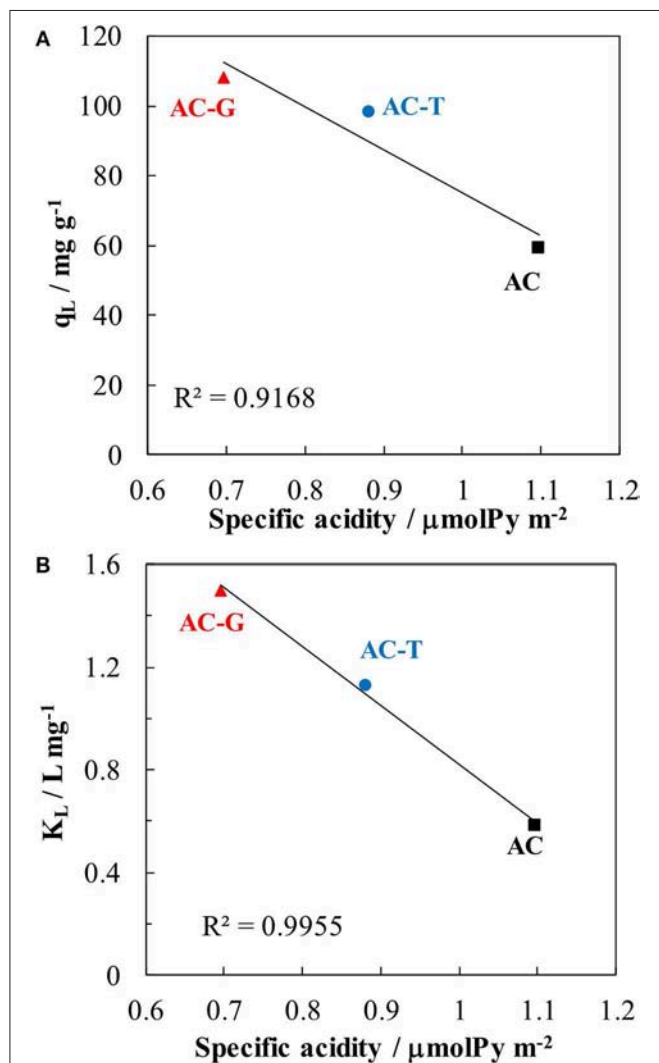 A
120
100
80
60
40
20
0
q_L / mg g⁻¹
AC-G
AC-T
AC
R² = 0.9168
0.6 0.7 0.8 0.9 1 1.1 1.2
Specific acidity / μmolPy m⁻²
B
1.6
1.2
0.8
0.4
0
K_L / L mg⁻¹
AC-G
AC-T
AC
R² = 0.9955
0.6 0.7 0.8 0.9 1 1.1 1.2
Specific acidity / μmolPy m⁻²